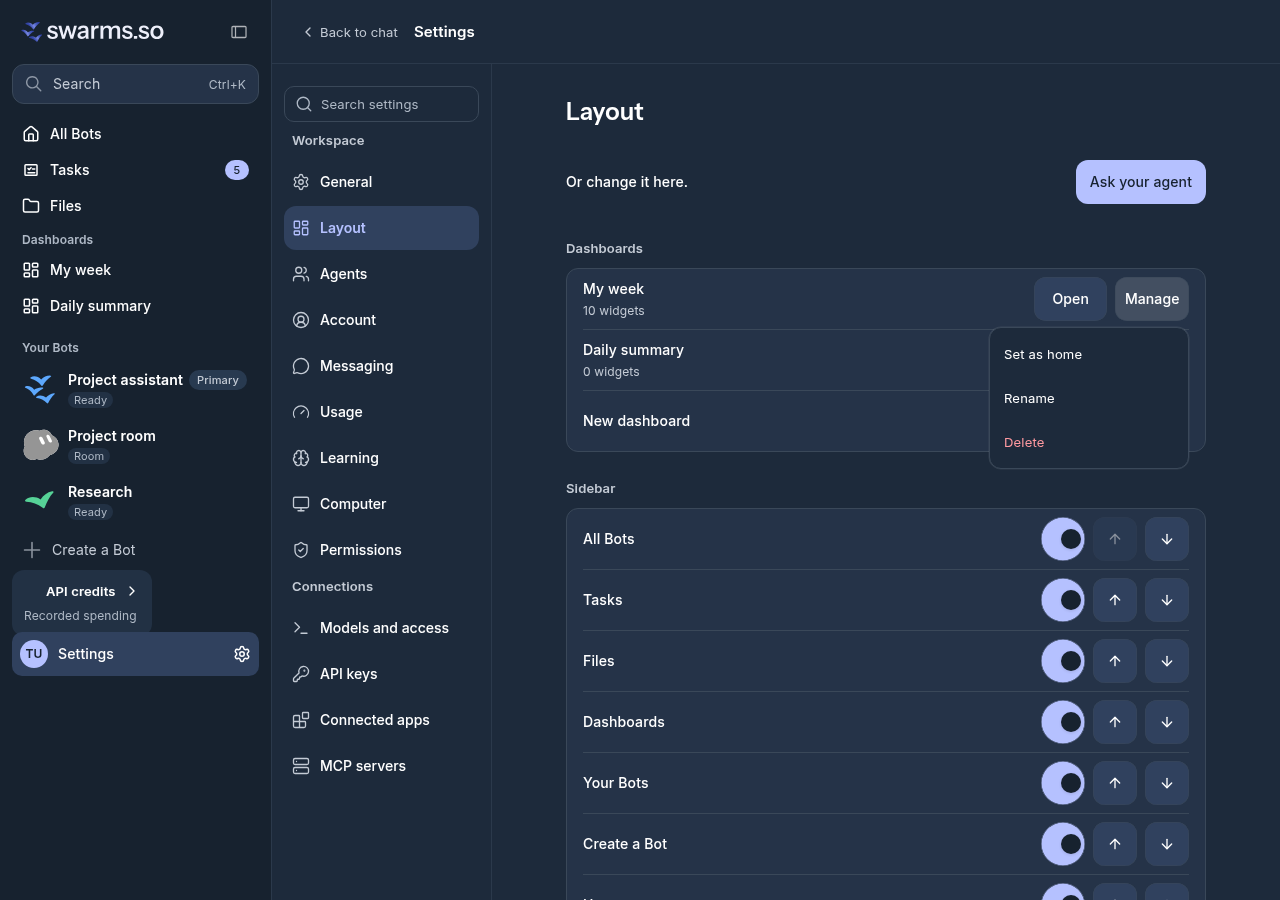 swarms.so
Search
Ctrl+K
All Bots
Tasks
5
Files
Dashboards
My week
Daily summary
Your Bots
Project assistant
Primary
Ready
Project room
Room
Research
Ready
Create a Bot
API credits
Recorded spending
TU
Settings
Back to chat
Settings
Search settings
Workspace
General
Layout
Agents
Account
Messaging
Usage
Learning
Computer
Permissions
Connections
Models and access
API keys
Connected apps
MCP servers
Layout
Or change it here.
Ask your agent
Dashboards
My week
10 widgets
Open
Manage
Daily summary
0 widgets
New dashboard
Set as home
Rename
Delete
Sidebar
All Bots
Tasks
Files
Dashboards
Your Bots
Create a Bot